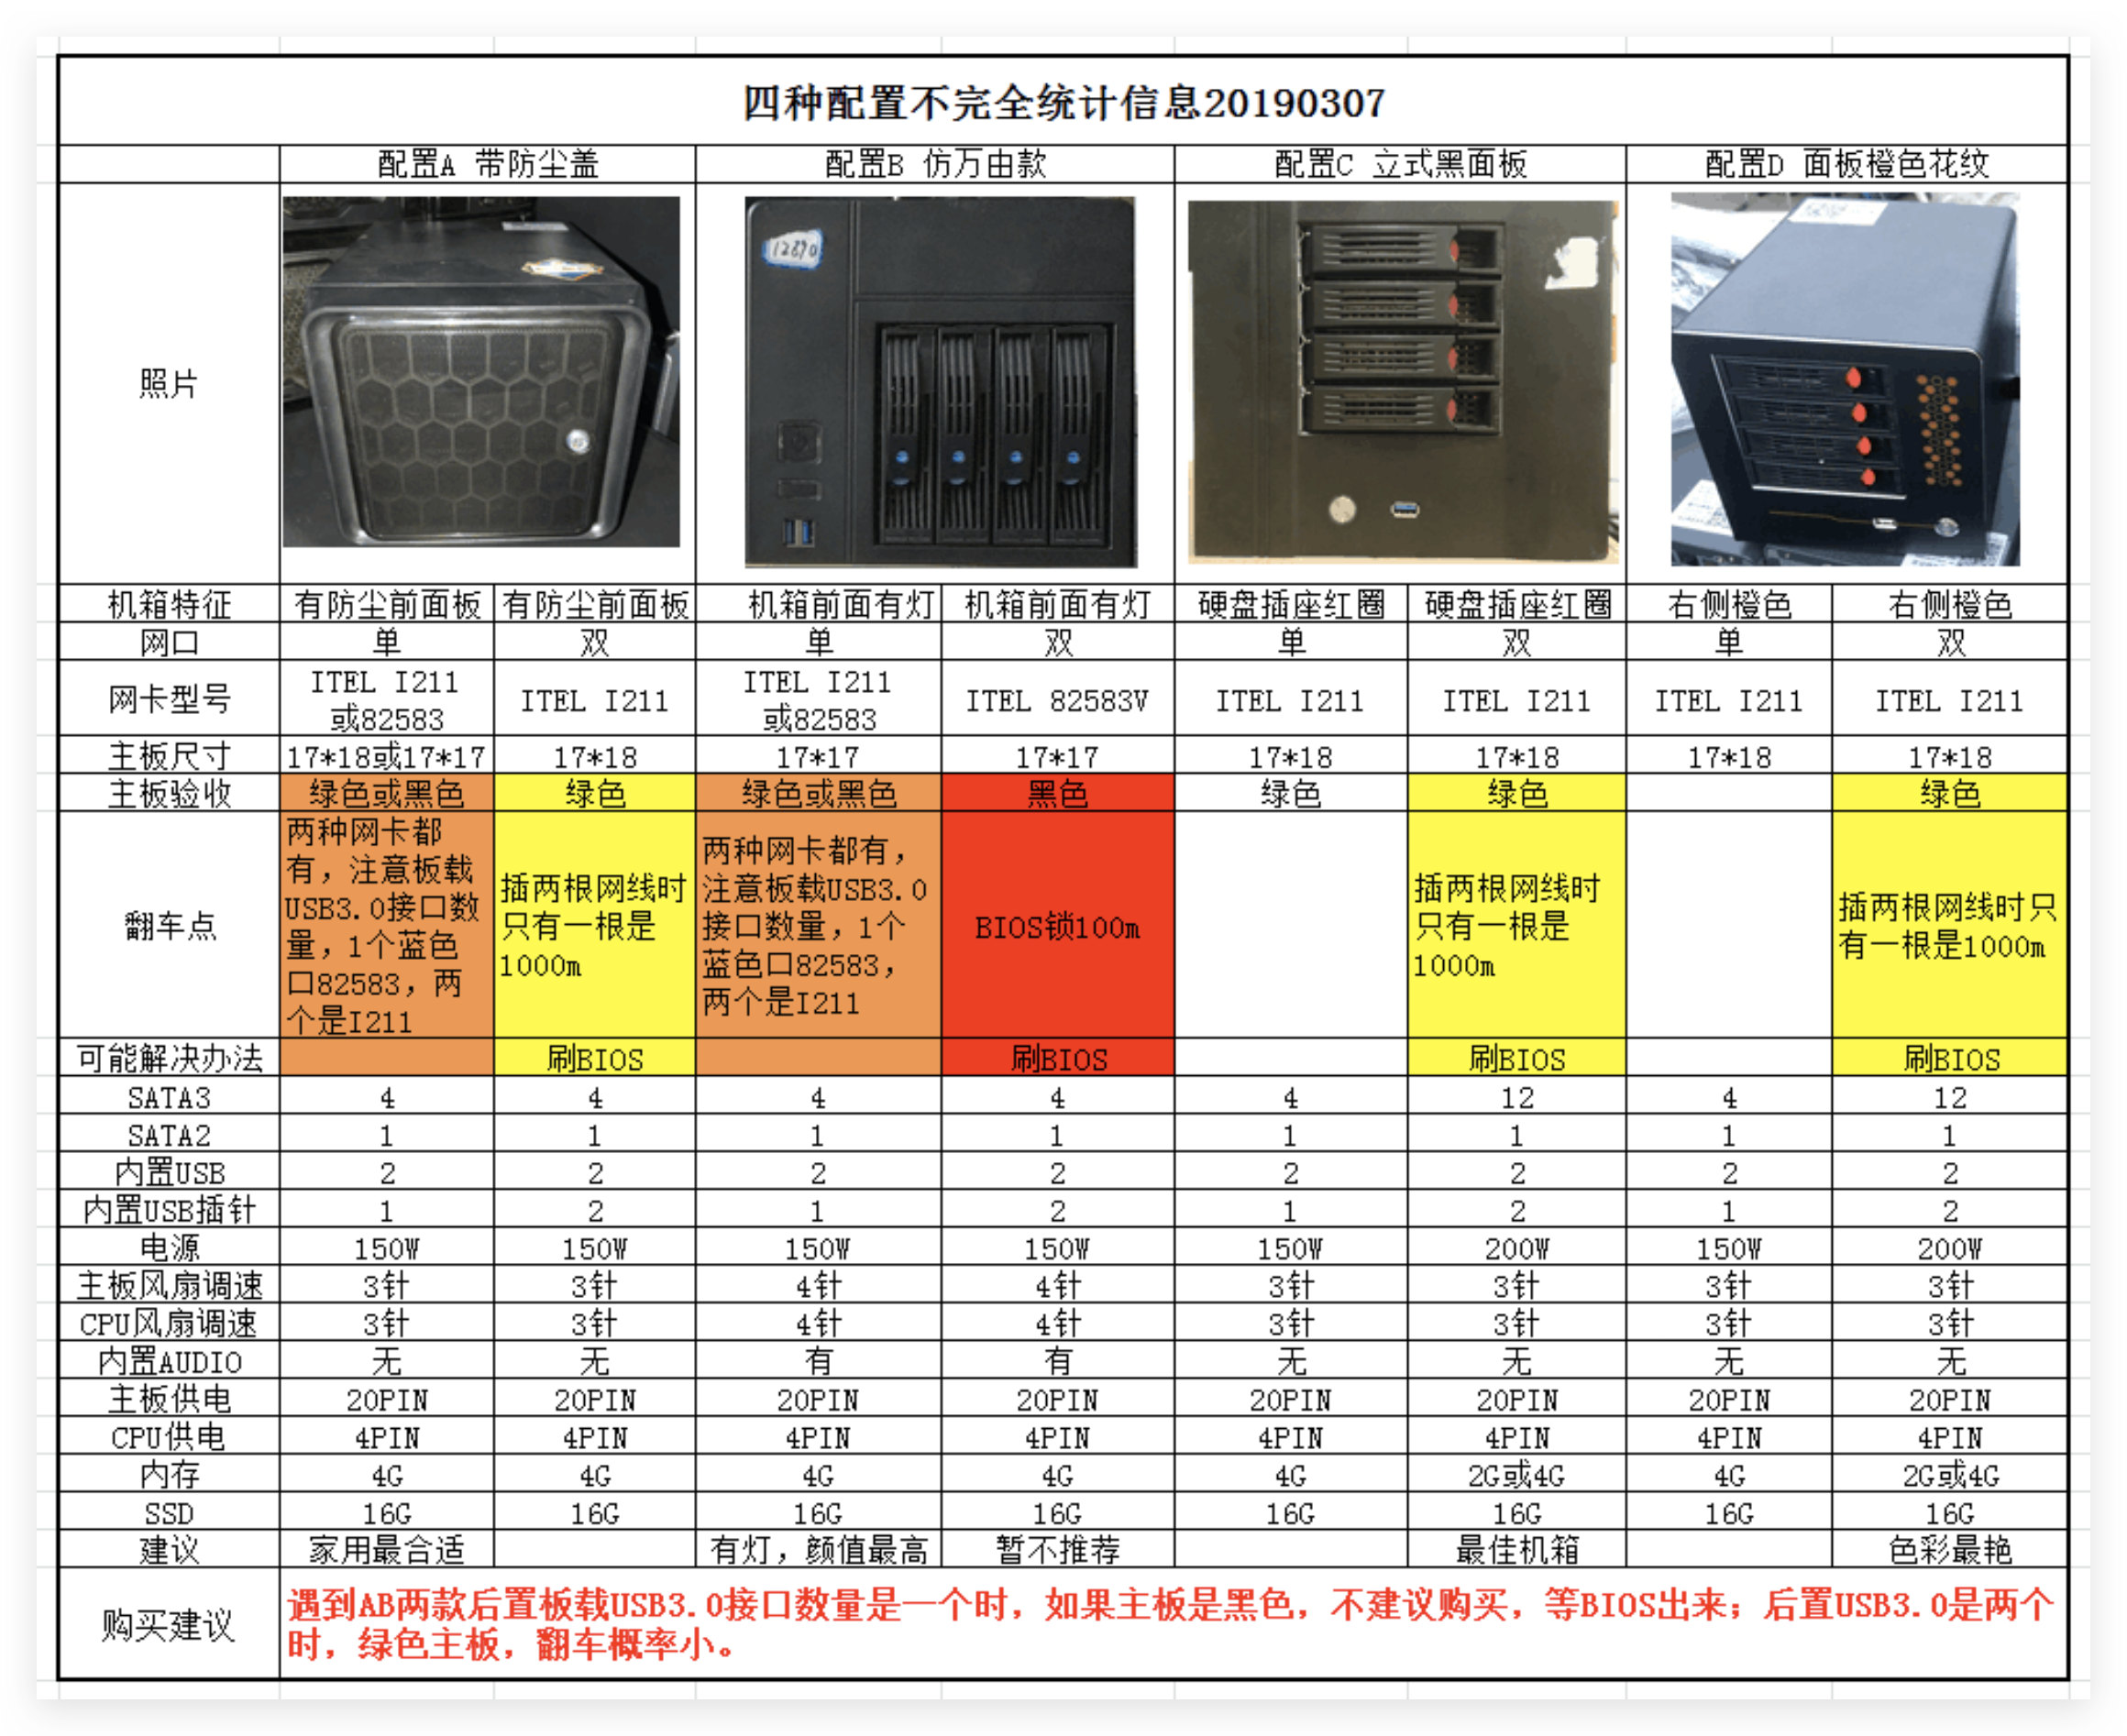 四种配置不完全统计信息20190307
配置A 带防尘盖 配置B 仿万由款 配置C 立式黑面板 配置D 面板橙色花纹
照片
12890
机箱特征 有防尘前面板 有防尘前面板 机箱前面有灯 机箱前面有灯 硬盘插座红圈 硬盘插座红圈 右侧橙色 右侧橙色
网口 单 双 单 双 单 双 单 双
网卡型号 ITEL I211或82583 ITEL I211 ITEL I211或82583 ITEL 82583V ITEL I211 ITEL I211 ITEL I211 ITEL I211
主板尺寸 17*18或17*17 17*18 17*17 17*17 17*18 17*18 17*18 17*18
主板验收 绿色或黑色 绿色 绿色或黑色 黑色 绿色 绿色 绿色
翻车点
两种网卡都
有，注意板载
USB3.0接口数
量，1个蓝色
口82583，两
个是I211
插两根网线时
只有一根是
1000m
两种网卡都有，
注意板载USB3.0
接口数量，1个
蓝色口82583，
两个是I211
BIOS锁100m
插两根网线时
只有一根是
1000m
插两根网线时只
有一根是1000m
可能解决办法 刷BIOS 刷BIOS 刷BIOS 刷BIOS
SATA3 4 4 4 4 4 12 4 12
SATA2 1 1 1 1 1 1 1 1
内置USB 2 2 2 2 2 2 2 2
内置USB插针 1 2 1 2 1 2 1 2
电源 150W 150W 150W 150W 150W 200W 150W 200W
主板风扇调速 3针 3针 4针 4针 3针 3针 3针 3针
CPU风扇调速 3针 3针 4针 4针 3针 3针 3针 3针
内置AUDIO 无 无 有 有 无 无 无 无
主板供电 20PIN 20PIN 20PIN 20PIN 20PIN 20PIN 20PIN 20PIN
CPU供电 4PIN 4PIN 4PIN 4PIN 4PIN 4PIN 4PIN 4PIN
内存 4G 4G 4G 4G 4G 2G或4G 4G 2G或4G
SSD 16G 16G 16G 16G 16G 16G 16G 16G
建议 家用最合适 有灯，颜值最高 暂不推荐 最佳机箱 色彩最艳
购买建议
遇到AB两款后置板载USB3.0接口数量是一个时，如果主板是黑色，不建议购买，等BIOS出来；后置USB3.0是两个
时，绿色主板，翻车概率小。